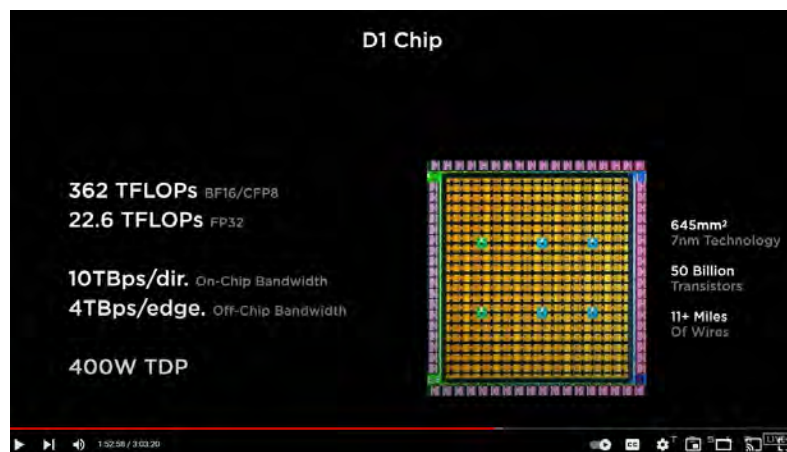 D1 Chip
362 TFLOPs BF16/CFP8
22.6 TFLOPs FP32
10TBps/dir. On-Chip Bandwidth
4TBps/edge. Off-Chip Bandwidth
400W TDP
645mm²
7nm Technology
50 Billion
Transistors
11+ Miles
Of Wires
1:52:58 / 3:03:20
CC
LIVE